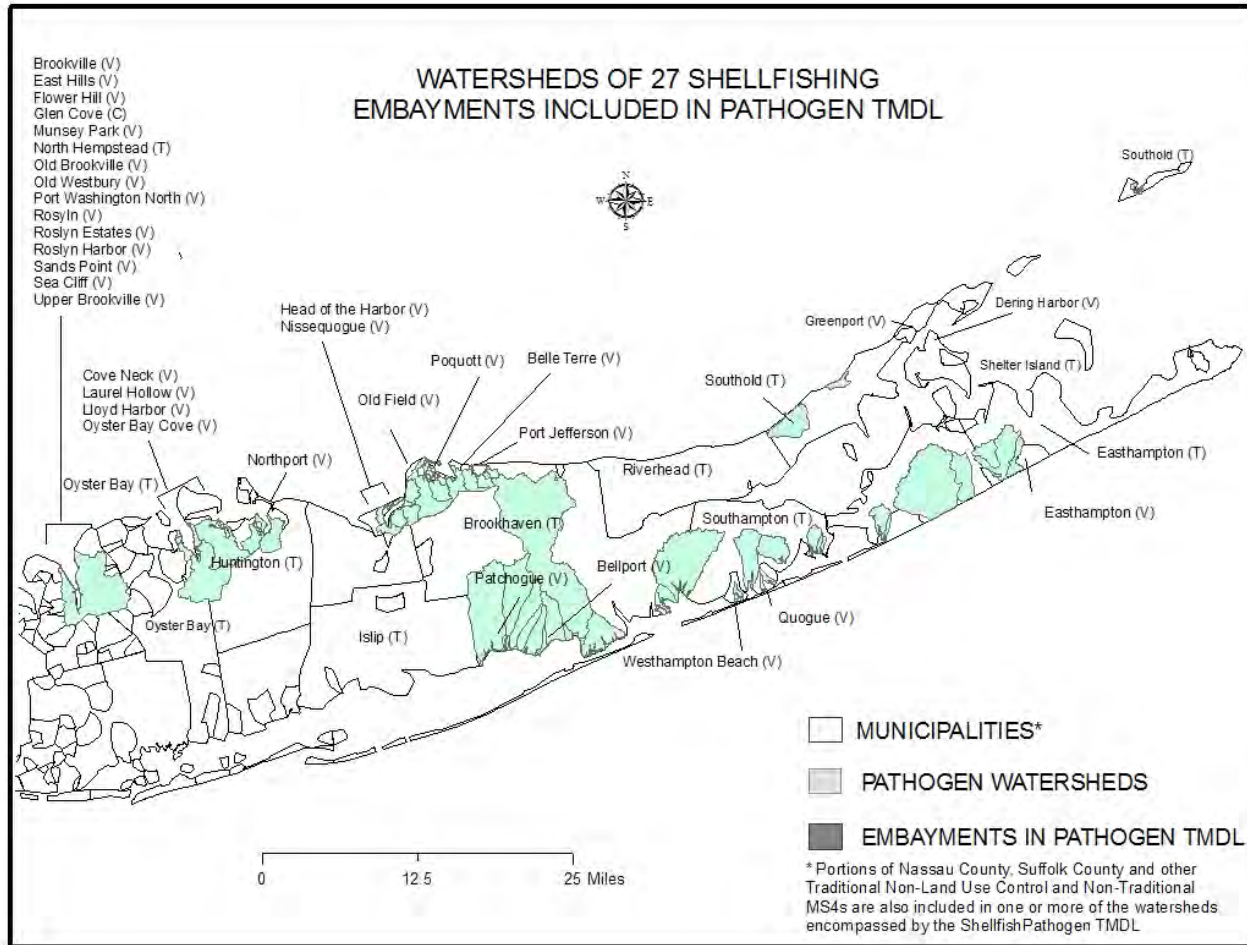 WATERSHEDS OF 27 SHELLFISHING
EMBAYMENTS INCLUDED IN PATHOGEN TMDL
Brookville (V)
East Hills (V)
Flower Hill (V)
Glen Cove (C)
Munsey Park (V)
North Hempstead (T)
Old Brookville (V)
Old Westbury (V)
Port Washington North (V)
Rosyln (V)
Roslyn Estates (V)
Roslyn Harbor (V)
Sands Point (V)
Sea Cliff (V)
Upper Brookville (V)
N
W
E
S
Southold (T)
Head of the Harbor (V)
Nissequogue (V)
Poquott (V)
Belle Terre (V)
Greenport (V)
Dering Harbor (V)
Cove Neck (V)
Laurel Hollow (V)
Lloyd Harbor (V)
Oyster Bay Cove (V)
Old Field (V)
Southold (T)
Shelter Island (T)
Port Jefferson (V)
Northport (V)
Oyster Bay (T)
Riverhead (T)
Easthampton (T)
Brookhaven (T)
Southampton (T)
Easthampton (V)
Huntington (T)
Patchogue (V)
Bellport (V)
Oyster Bay (T)
Islip (T)
Quogue (V)
Westhampton Beach (V)
MUNICIPALITIES*
PATHOGEN WATERSHEDS
EMBAYMENTS IN PATHOGEN TMDL
* Portions of Nassau County, Suffolk County and other
Traditional Non-Land Use Control and Non-Traditional
MS4s are also included in one or more of the watersheds
encompassed by the ShellfishPathogen TMDL
0 12.5 25 Miles